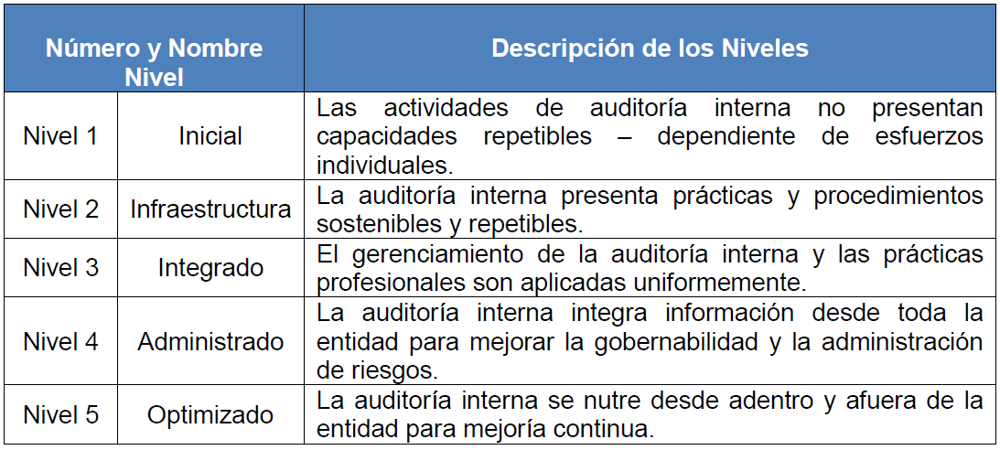 Número y Nombre
Nivel
Descripción de los Niveles
Nivel 1
Inicial
Las actividades de auditoría interna no presentan
capacidades repetibles – dependiente de esfuerzos
individuales.
Nivel 2
Infraestructura
La auditoría interna presenta prácticas y procedimientos
sostenibles y repetibles.
Nivel 3
Integrado
El gerenciamiento de la auditoría interna y las prácticas
profesionales son aplicadas uniformemente.
Nivel 4
Administrado
La auditoría interna integra información desde toda la
entidad para mejorar la gobernabilidad y la administración
de riesgos.
Nivel 5
Optimizado
La auditoría interna se nutre desde adentro y afuera de la
entidad para mejoría continua.